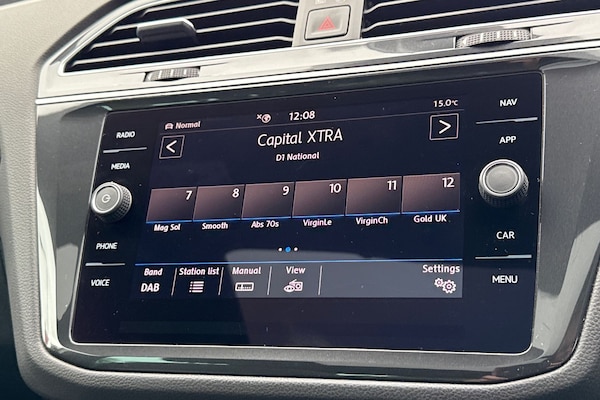 RADIO
MEDIA
PHONE
VOICE
Normal
12:08
15.0°C
Capital XTRA
D1 National
<
>
7 8 9 10 11 12
Mag Sol Smooth Abs 70s VirginLe VirginCh Gold UK
Band Station list Manual View Settings
DAB
NAV
APP
CAR
MENU